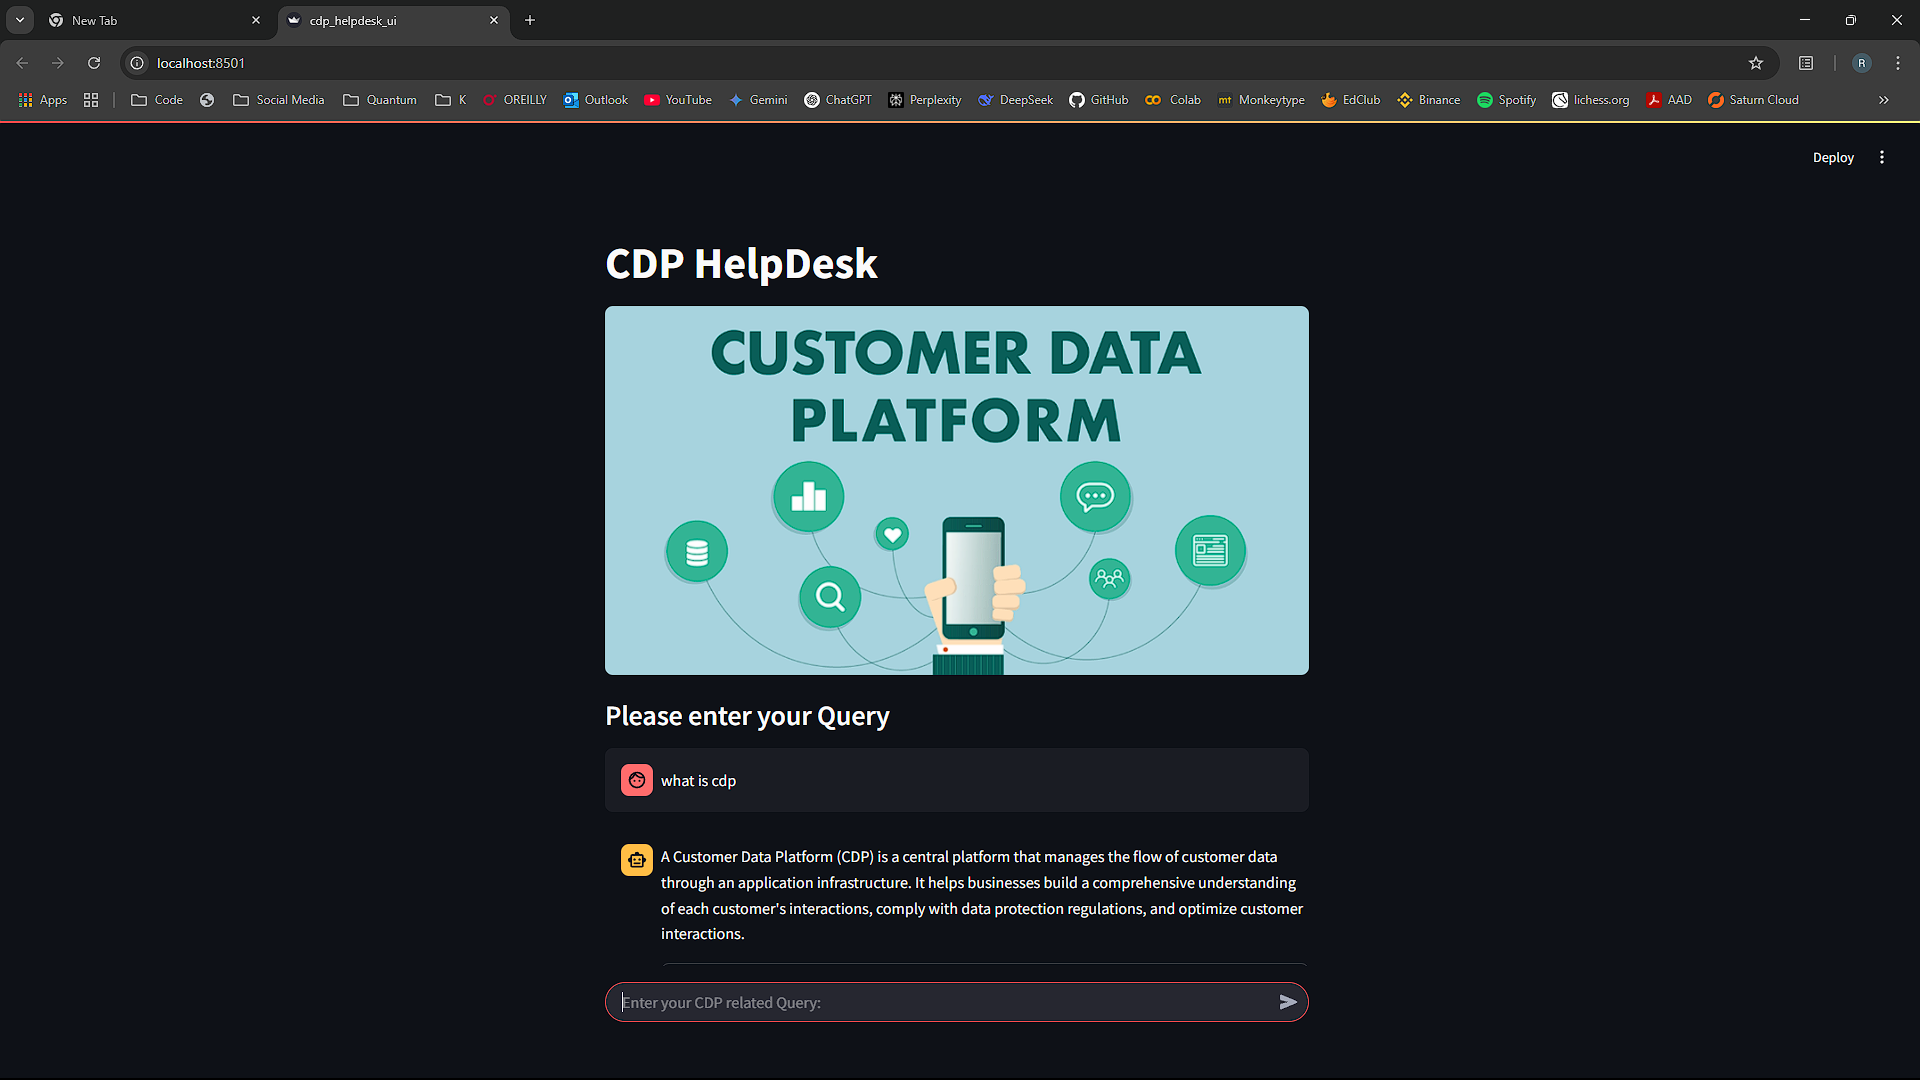 New Tab
cdp_helpdesk_ui
localhost:8501
R
Apps
Code
Social Media
Quantum
K
OREILLY
Outlook
YouTube
Gemini
ChatGPT
Perplexity
DeepSeek
GitHub
Colab
mt
Monkeytype
EdClub
Binance
Spotify
lichess.org
AAD
Saturn Cloud
Deploy
CDP HelpDesk
CUSTOMER DATA
PLATFORM
Please enter your Query
what is cdp
A Customer Data Platform (CDP) is a central platform that manages the flow of customer data
through an application infrastructure. It helps businesses build a comprehensive understanding
of each customer's interactions, comply with data protection regulations, and optimize customer
interactions.
Enter your CDP related Query: